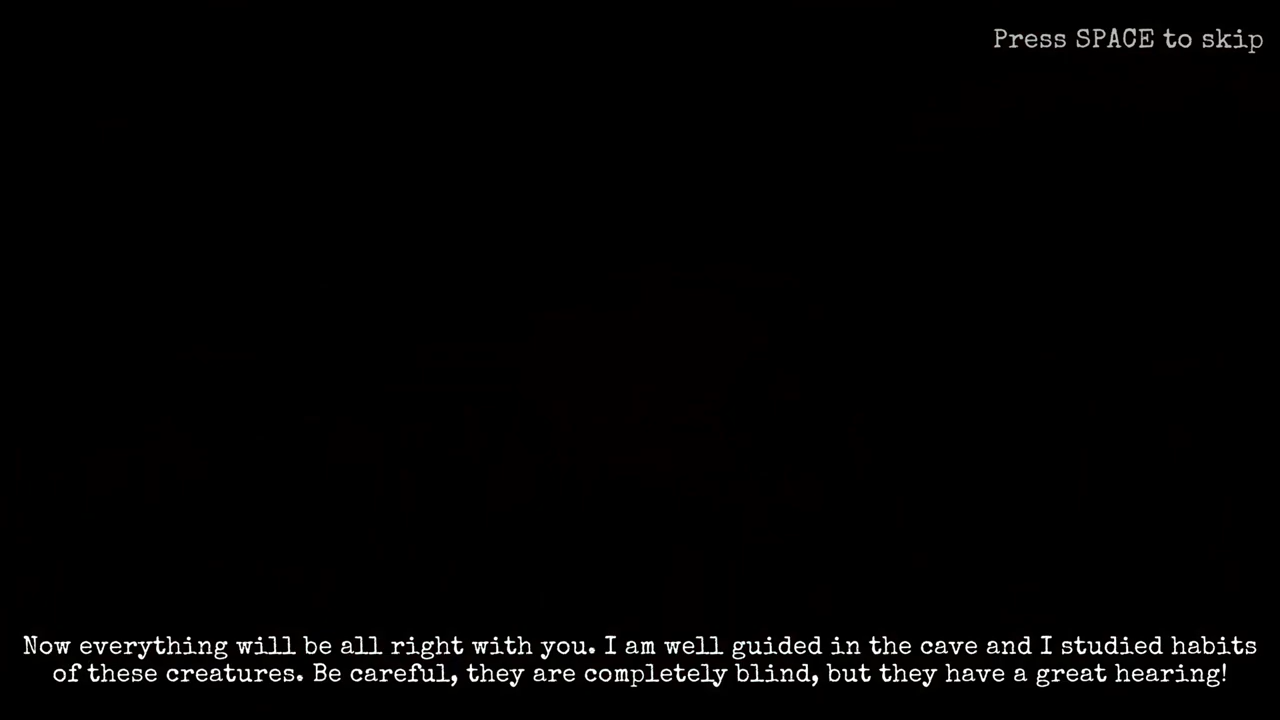 Press SPACE to skip
Now everything will be all right with you. I am well guided in the cave and I studied habits
of these creatures. Be careful, they are completely blind, but they have a great hearing!